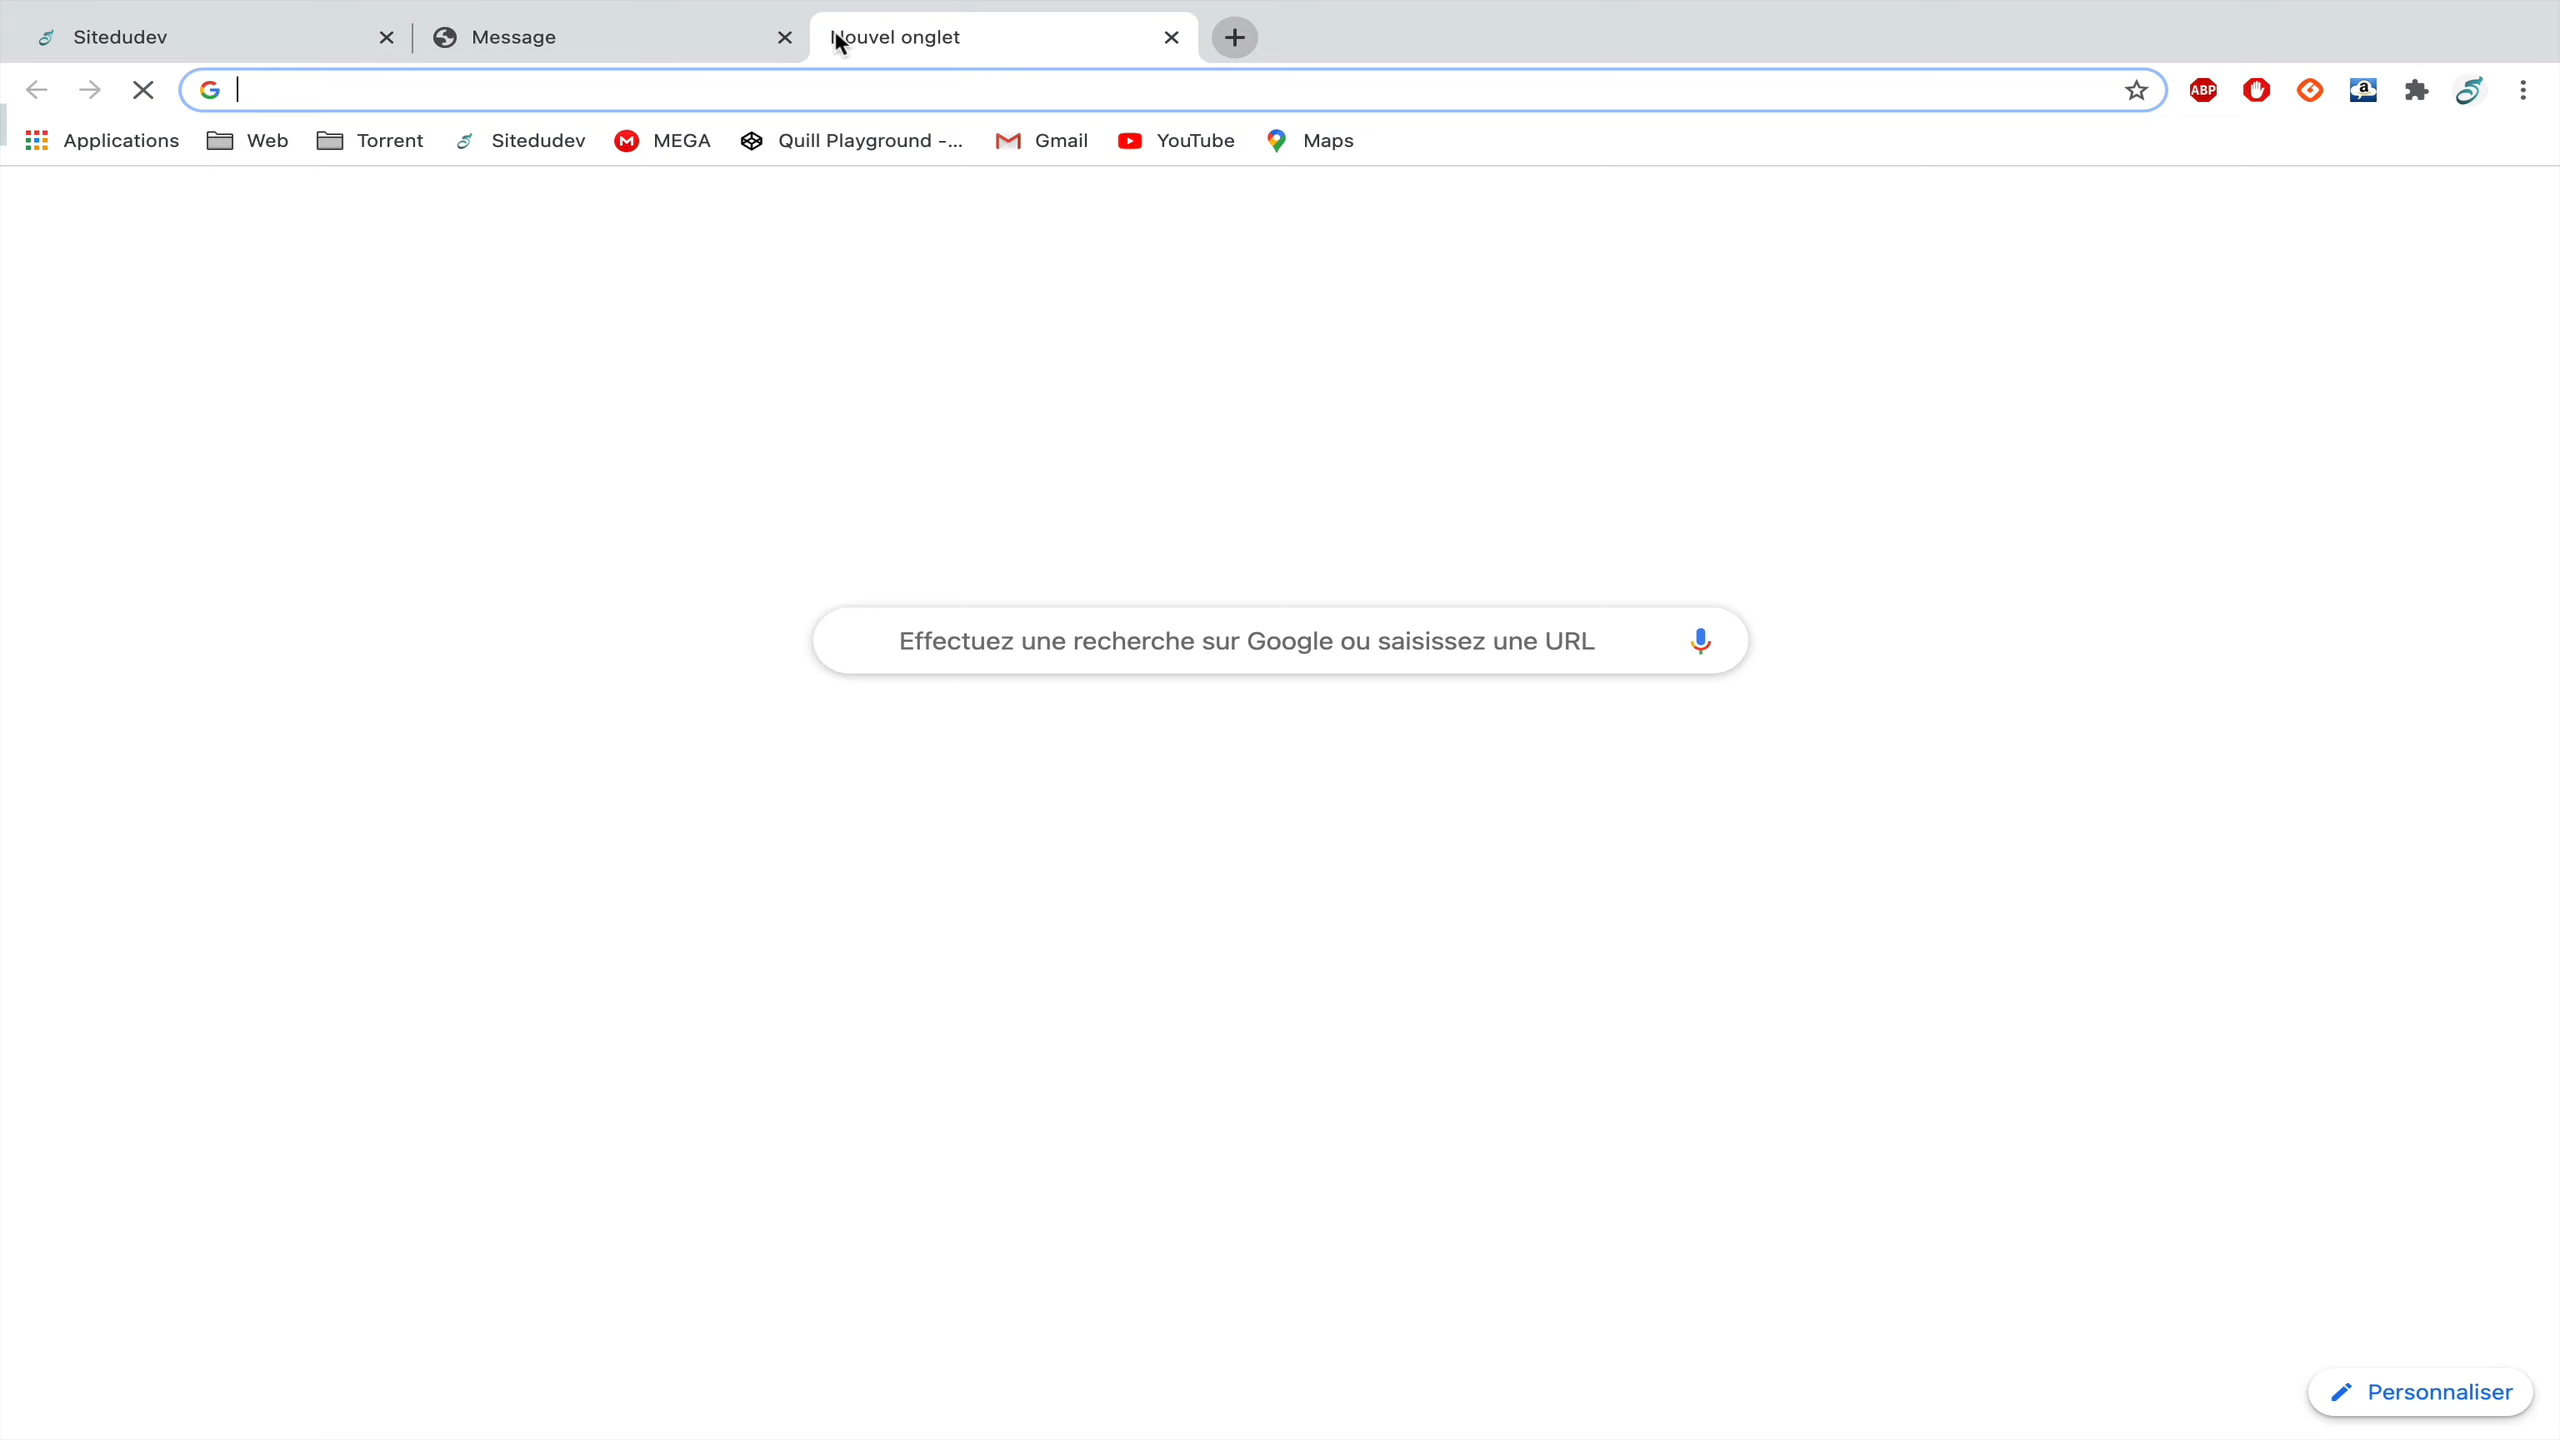 Sitedudev
Message
Nouvel onglet
ABP
a
Applications
Web
Torrent
Sitedudev
M
MEGA
Quill Playground -...
Gmail
YouTube
Maps
Effectuez une recherche sur Google ou saisissez une URL
Personnaliser